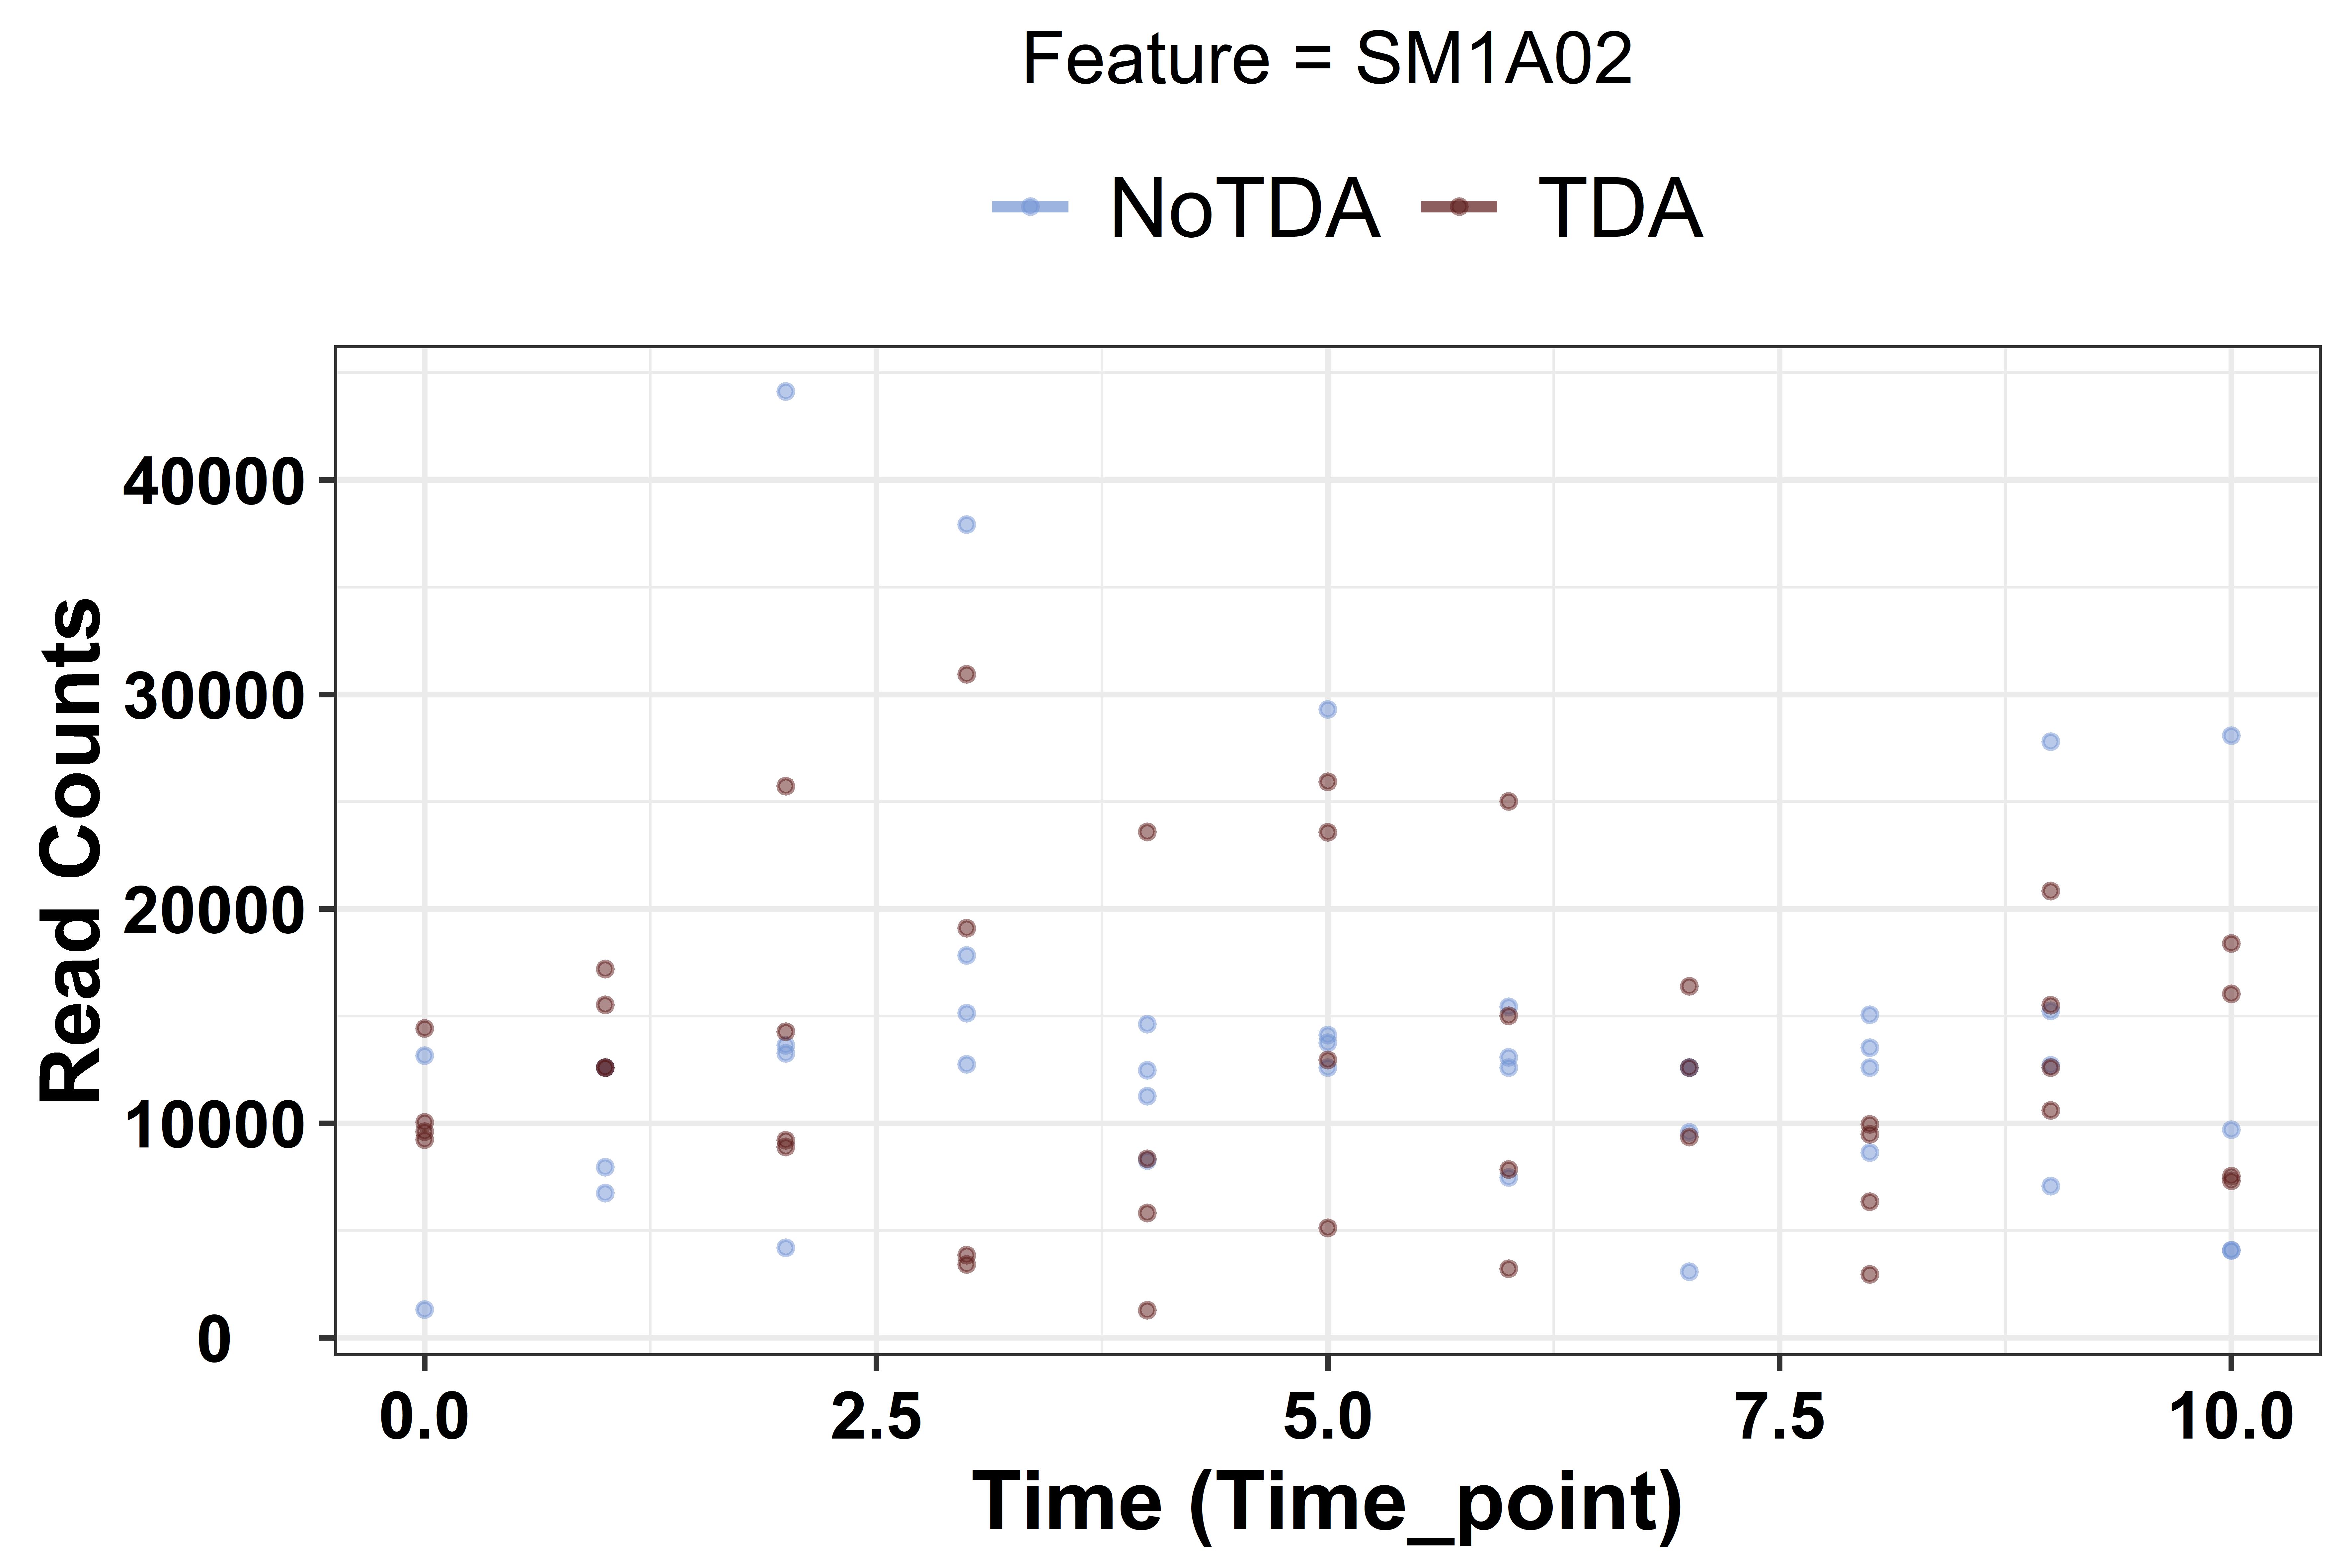 Feature = SM1A02
NoTDA TDA
40000
30000
20000
10000
0
Read Counts
0.0 2.5 5.0 7.5 10.0
Time (Time_point)